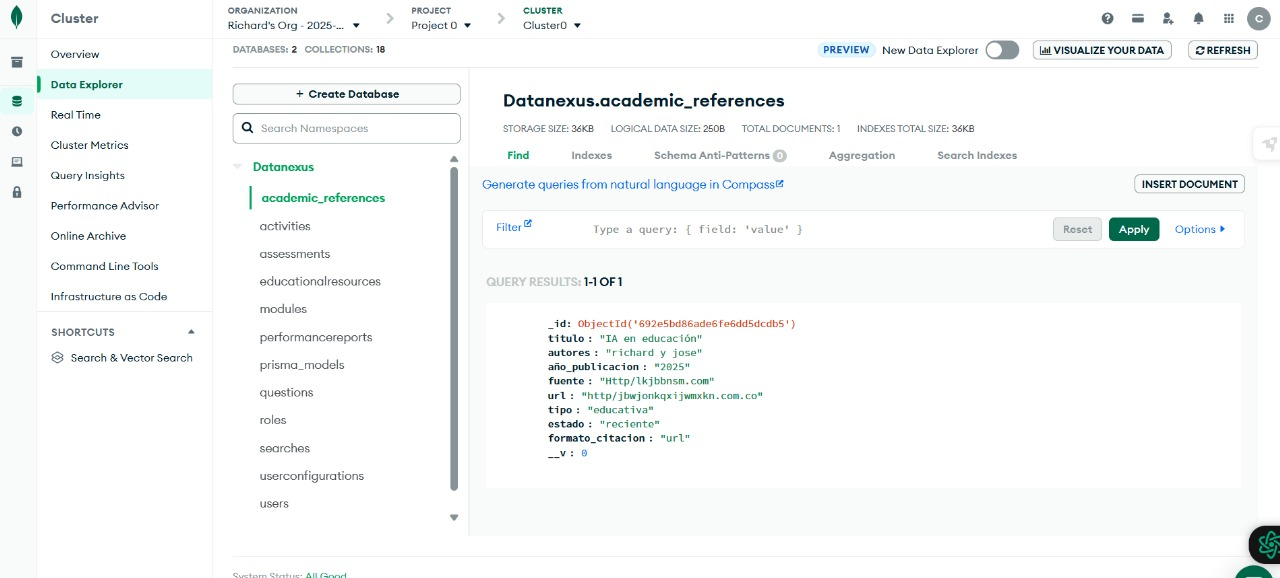 Cluster
ORGANIZATION
Richard's Org - 2025-...
PROJECT
Project 0
CLUSTER
Cluster0
C
Overview
Data Explorer
Real Time
Cluster Metrics
Query Insights
Performance Advisor
Online Archive
Command Line Tools
Infrastructure as Code
SHORTCUTS
Search & Vector Search
DATABASES: 2 COLLECTIONS: 18
PREVIEW New Data Explorer
VISUALIZE YOUR DATA
REFRESH
+ Create Database
Search Namespaces
Datanexus
academic_references
activities
assessments
educationalresources
modules
performancereports
prisma_models
questions
roles
searches
userconfigurations
users
Datanexus.academic_references
STORAGE SIZE: 36KB LOGICAL DATA SIZE: 250B TOTAL DOCUMENTS: 1 INDEXES TOTAL SIZE: 36KB
Find Indexes Schema Anti-Patterns 0 Aggregation Search Indexes
Generate queries from natural language in Compass
INSERT DOCUMENT
Filter
Type a query: { field: 'value' }
Reset
Apply
Options
QUERY RESULTS: 1-1 OF 1
_id: ObjectId('692e5bd86ade6fe6dd5dcdb5')
titulo : "IA en educación"
autores : "richard y jose"
año_publicacion : "2025"
fuente : "Http/lkjbbnsm.com"
url : "http/jbwjonkqxijwmxkn.com.co"
tipo : "educativa"
estado : "reciente"
formato_citacion : "url"
__v : 0
System Status: All Good